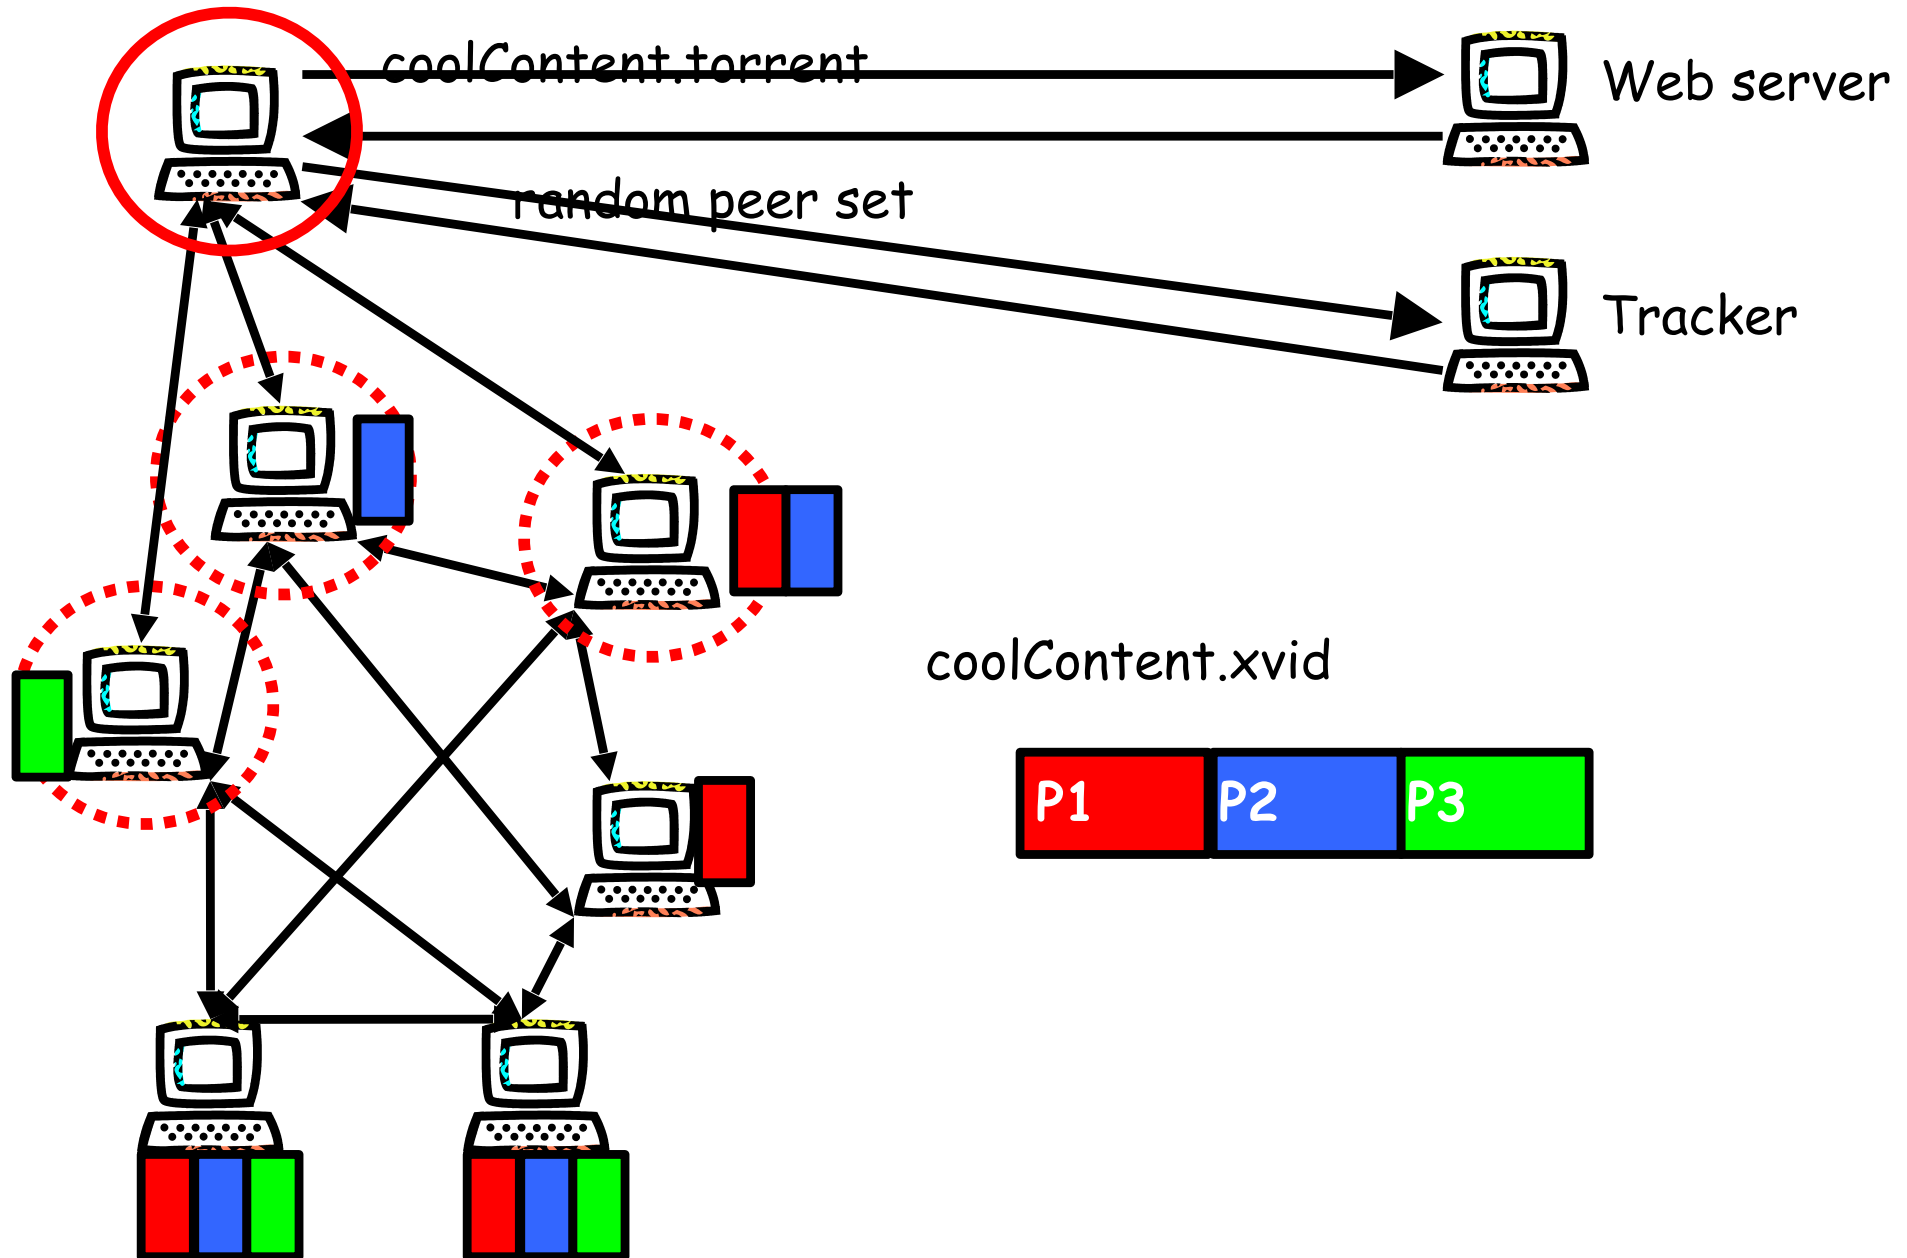 coolContent.torrent
Web server
random peer set
Tracker
coolContent.xvid
P1
P2
P3